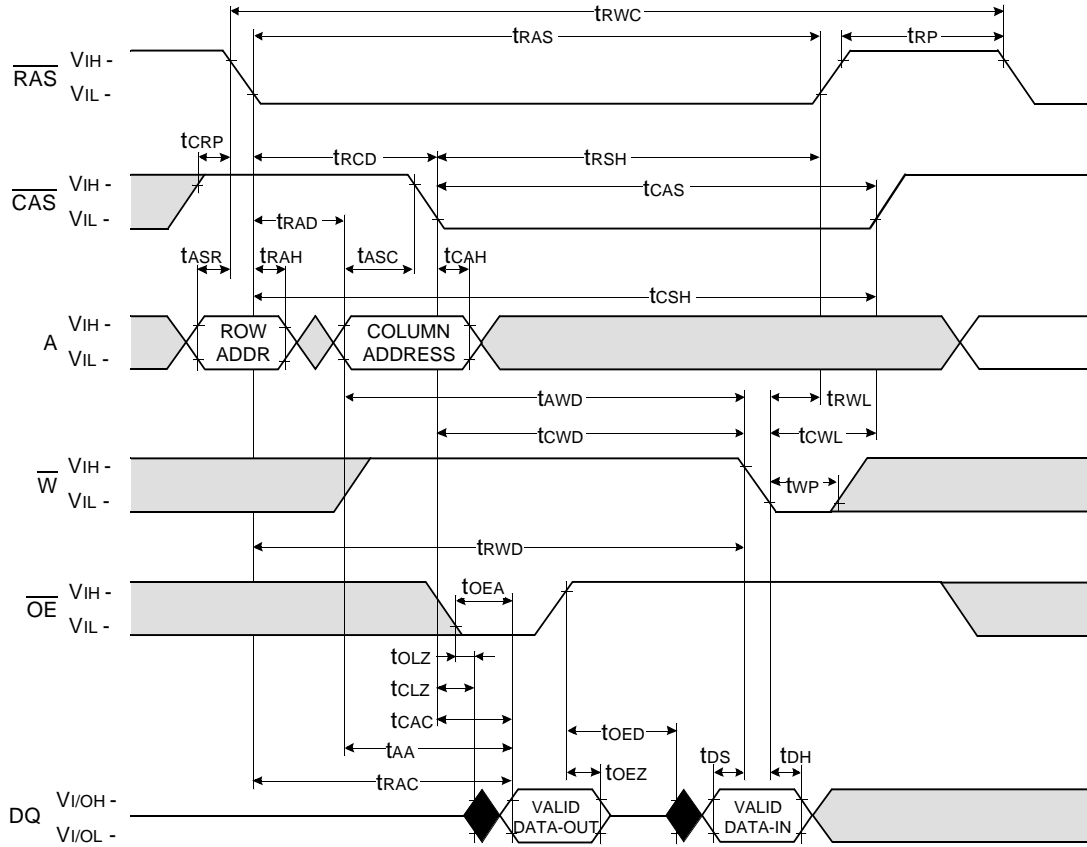 tRWC
tRAS
tRP
RAS
VIH -
VIL -
tCRP
tRCD
tRSH
CAS
VIH -
VIL -
tCAS
tRAD
tASR
tRAH
tASC
tCAH
tCSH
A
VIH -
VIL -
ROW
ADDR
COLUMN
ADDRESS
tAWD
tRWL
tCWD
tCWL
W
VIH -
VIL -
tWP
tRWD
OE
VIH -
VIL -
tOEA
tOLZ
tCLZ
tCAC
tOED
tAA
tDS
tDH
tOEZ
tRAC
DQ
VI/OH -
VI/OL -
VALID
DATA-OUT
VALID
DATA-IN